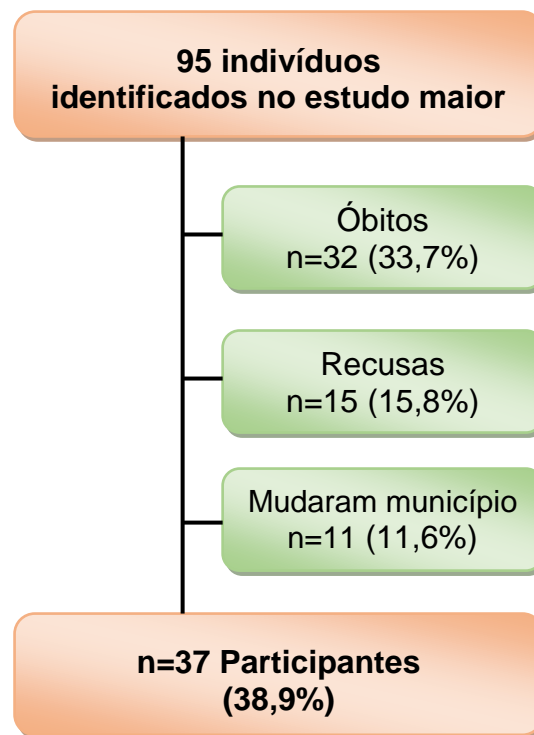 95 indivíduos
identificados no estudo maior
Óbitos
n=32 (33,7%)
Recusas
n=15 (15,8%)
Mudaram município
n=11 (11,6%)
n=37 Participantes
(38,9%)